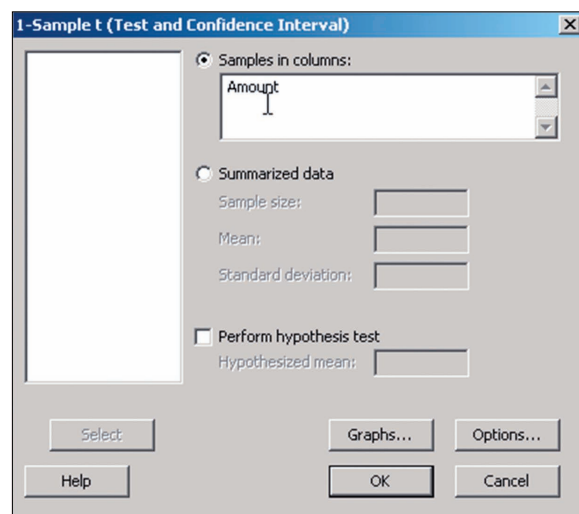 1-Sample t (Test and Confidence Interval)
Samples in columns:
Amount
Summarized data
Sample size:
Mean:
Standard deviation:
Perform hypothesis test
Hypothesized mean:
Select
Graphs...
Options...
Help
OK
Cancel